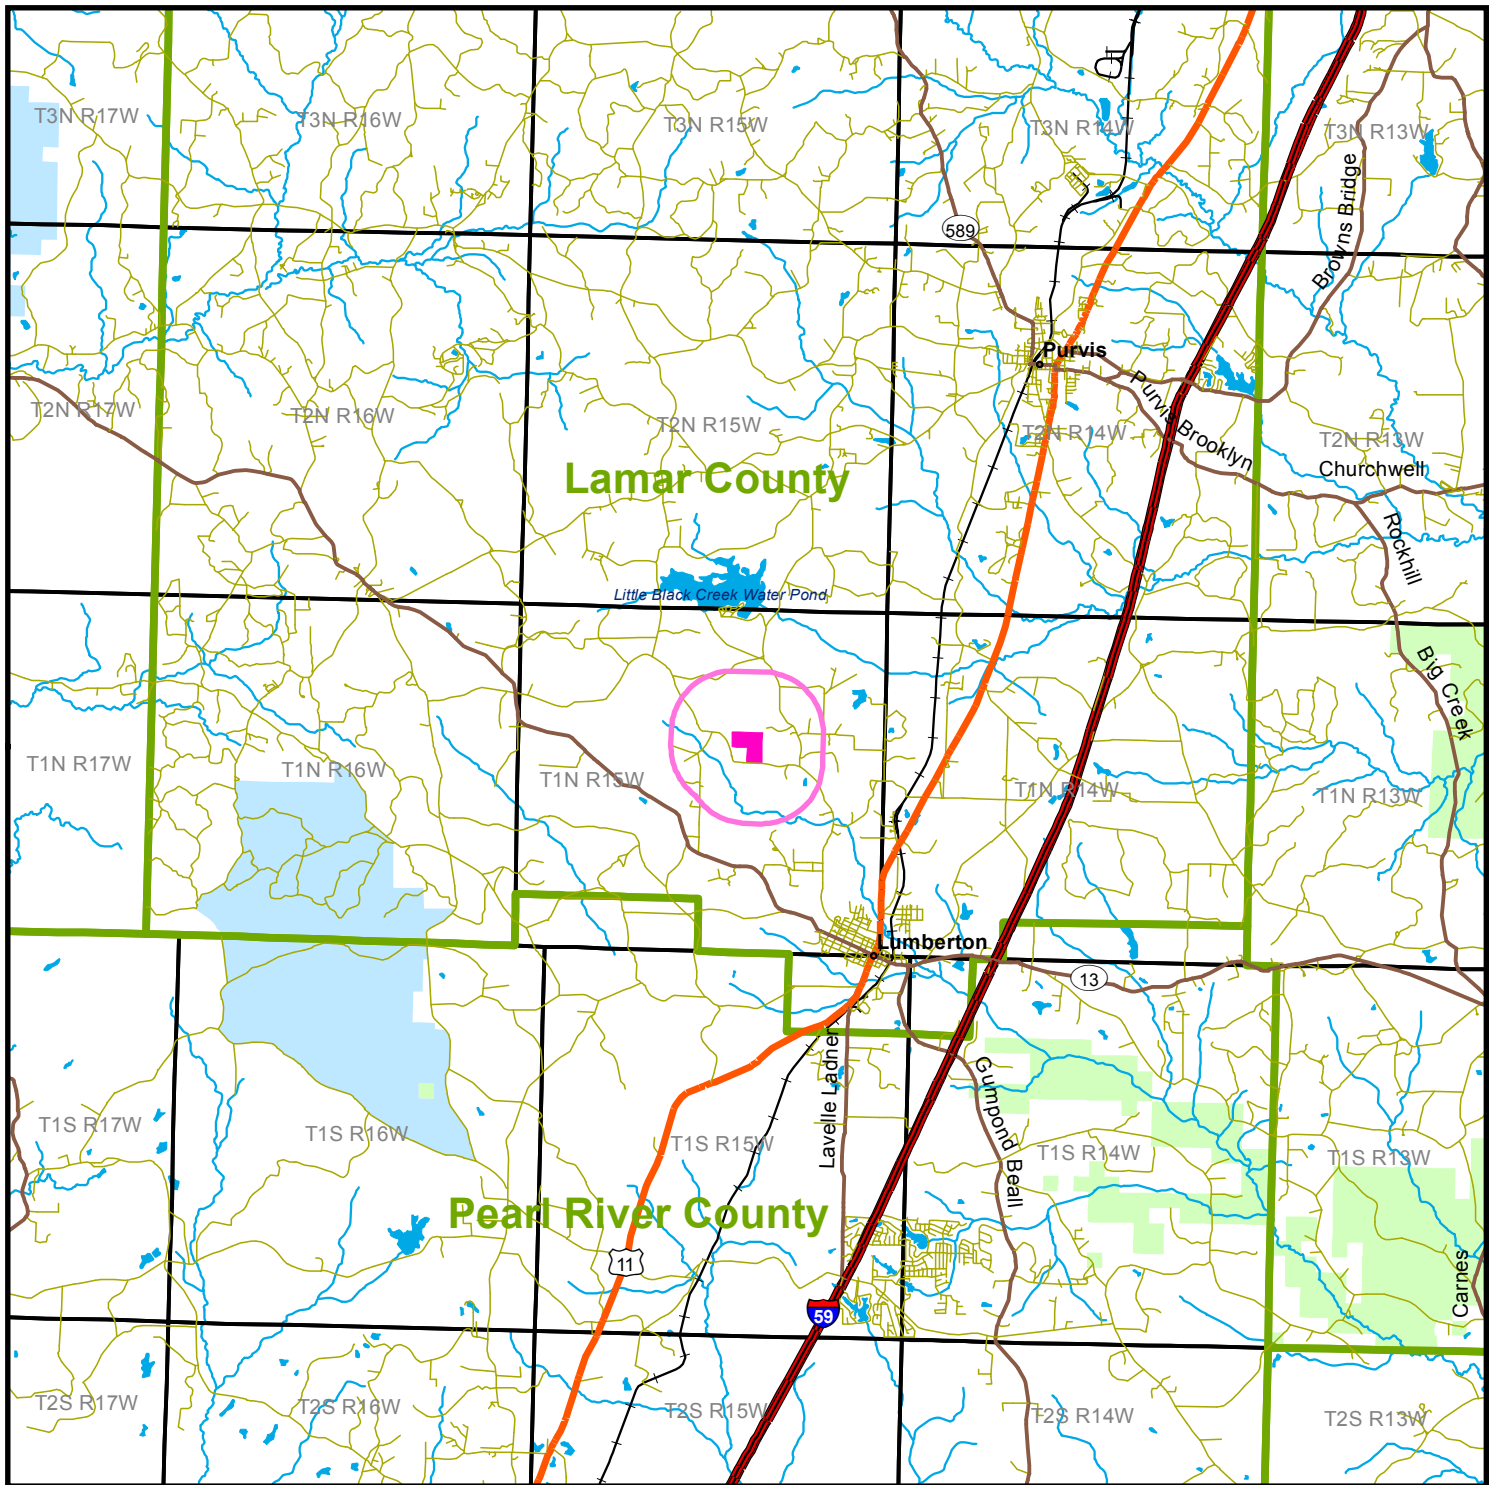 T3N R17W
T3N R16W
T3N R15W
T3N R14W
T3N R13W
589
Browns Bridge
Purvis
T2N R17W
T2N R16W
T2N R15W
T2N R14W
Purvis Brooklyn
T2N R13W
Churchwell
Lamar County
Rockhill
Little Black Creek Water Pond
Big Creek
T1N R17W
T1N R16W
T1N R15W
T1N R14W
T1N R13W
Lumberton
13
Lavelle Ladner
Gumpond Beall
T1S R17W
T1S R16W
T1S R15W
T1S R14W
T1S R13W
Pearl River County
11
59
Carnes
T2S R17W
T2S R16W
T2S R15W
T2S R14W
T2S R13W